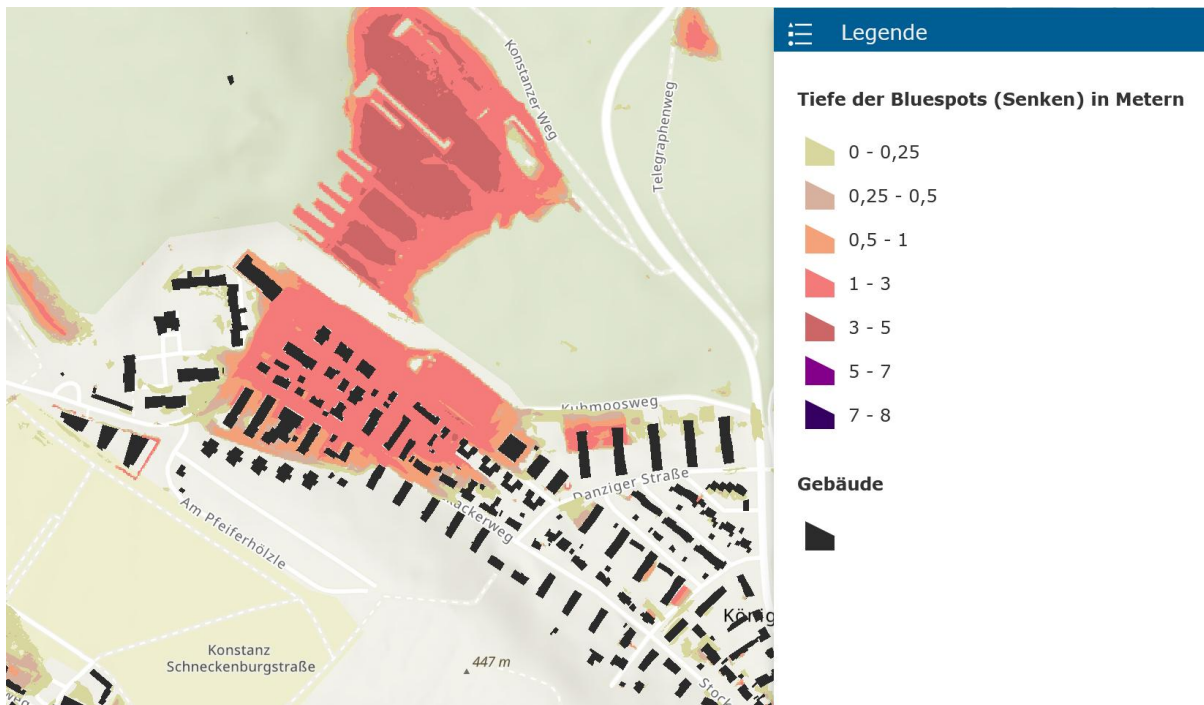 Konstanzer Weg
Telegraphenweg
Kuhmoosweg
Danziger Straße
Am Pfeiferhölzle
Konstanz
Schneckenburgstraße
447 m
Legende
Tiefe der Bluespots (Senken) in Metern
0 - 0,25
0,25 - 0,5
0,5 - 1
1 - 3
3 - 5
5 - 7
7 - 8
Gebäude